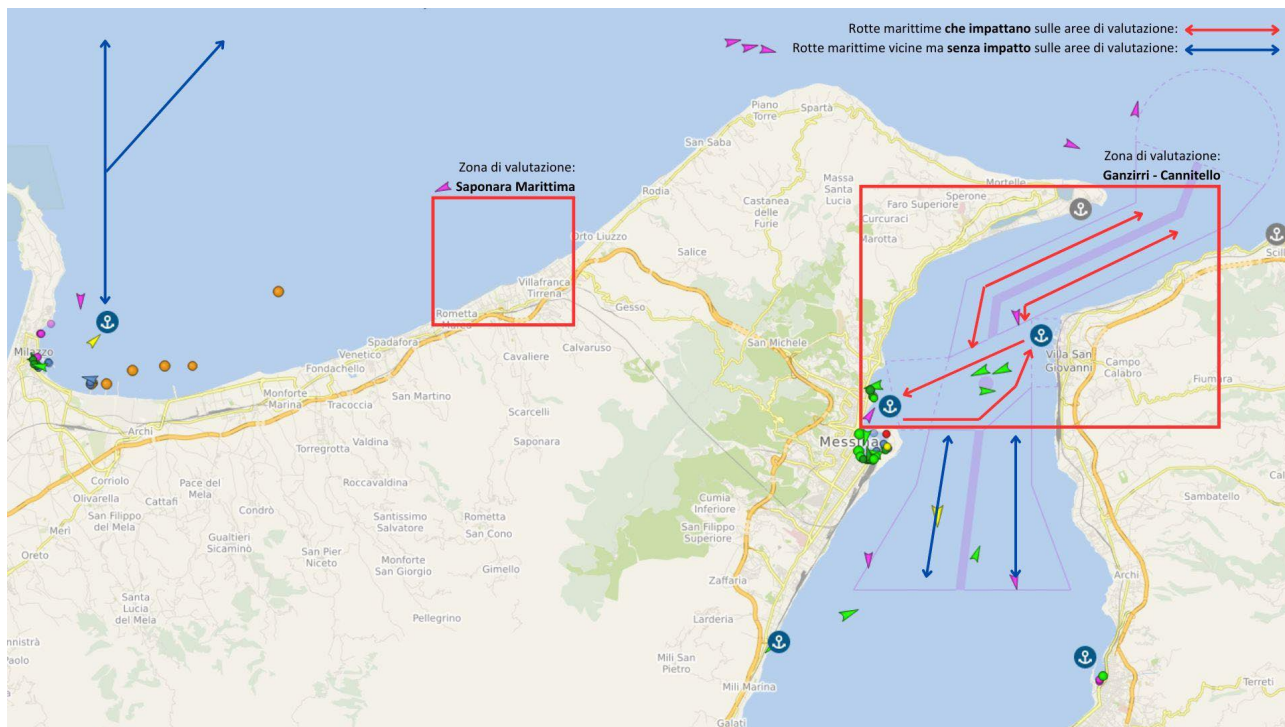 Rotte marittime che impattano sulle aree di valutazione:
Rotte marittime vicine ma senza impatto sulle aree di valutazione:
Piano
Torre
Spartà
San Saba
Zona di valutazione:
Saponara Marittima
Zona di valutazione:
Ganzirri - Cannitello
Rodia
Massa
Santa
Lucia
Mortelle
Sperone
Faro Superiore
Castanea
delle
Furie
Curcuraci
Marotta
Orto Liuzzo
Salice
Scil
Villafranca
Tirrena
Gesso
Rometta
Marea
Spadafora
Cavaliere
Calvaruso
San Michele
Villa San
Giovanni
Campo
Calabro
Fiumara
Milazzo
Venetico
Fondachello
Monforte
Marina
Tracoccia
San Martino
Scarcelli
Archi
Valdina
Torregrotta
Saponara
Messina
Corriolo
Olivarella
Cattafi
Pace del
Mela
Roccavaldina
San Filippo
del Mela
Condrò
Santissimo
Salvatore
Rometta
San Cono
Cumia
Inferiore
San Filippo
Superiore
Sambatello
Meri
Oreto
Gualtieri
Sicaminò
San Pier
Niceto
Monforte
San Giorgio
Gimello
Zaffaria
Archi
Santa
Lucia
del Mela
Pellegrino
Larderia
Mili San
Pietro
Mili Marina
Galati
Terreti
Paolo